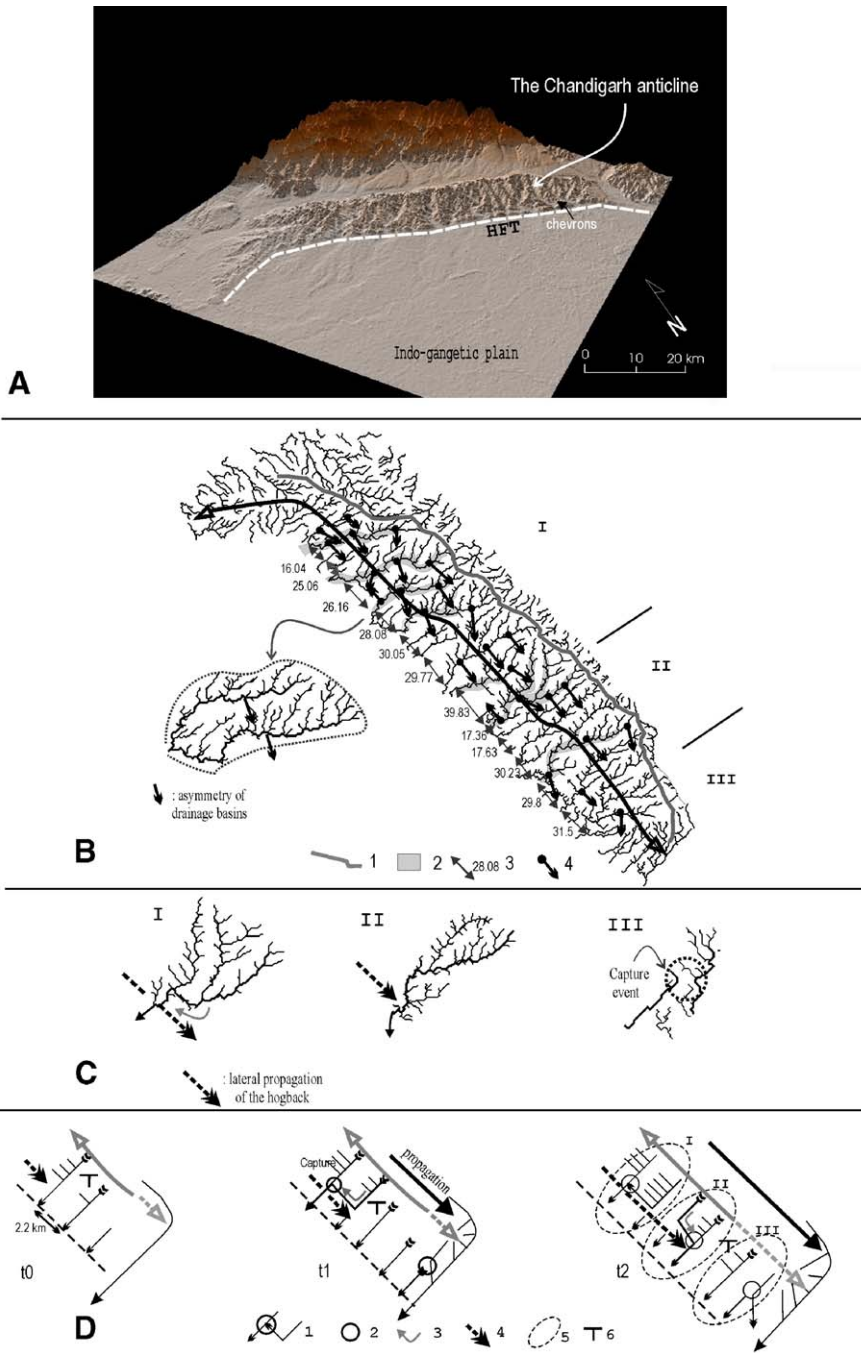 The Chandigarh anticline
chevrons
HFT
N
Indo-gangetic plain
0 10 20 km
A
I
16.04
25.06
26.16
28.08
30.05
II
29.77
39.83
17.36
17.63
III
30.23
29.8
31.5
: asymmetry of
drainage basins
B
1 2 28.08 3 4
I II III
Capture
event
C
: lateral propagation
of the hogback
2.2 km
t0
Capture
propagation
t1
I
II
III
t2
D
1 2 3 4 5 6